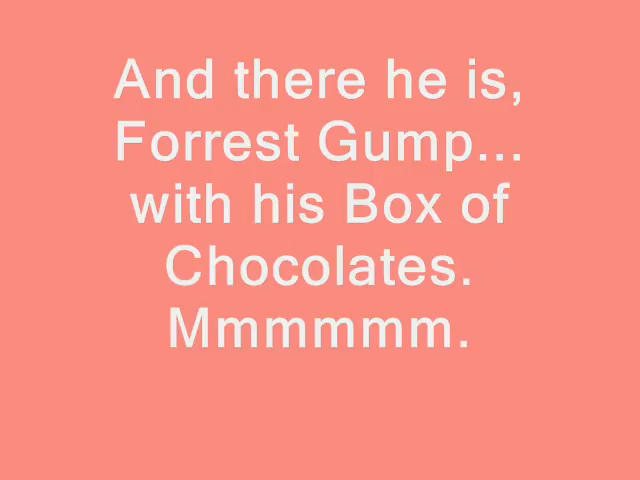 And there he is,
Forrest Gump...
with his Box of
Chocolates.
Mmmmmm.